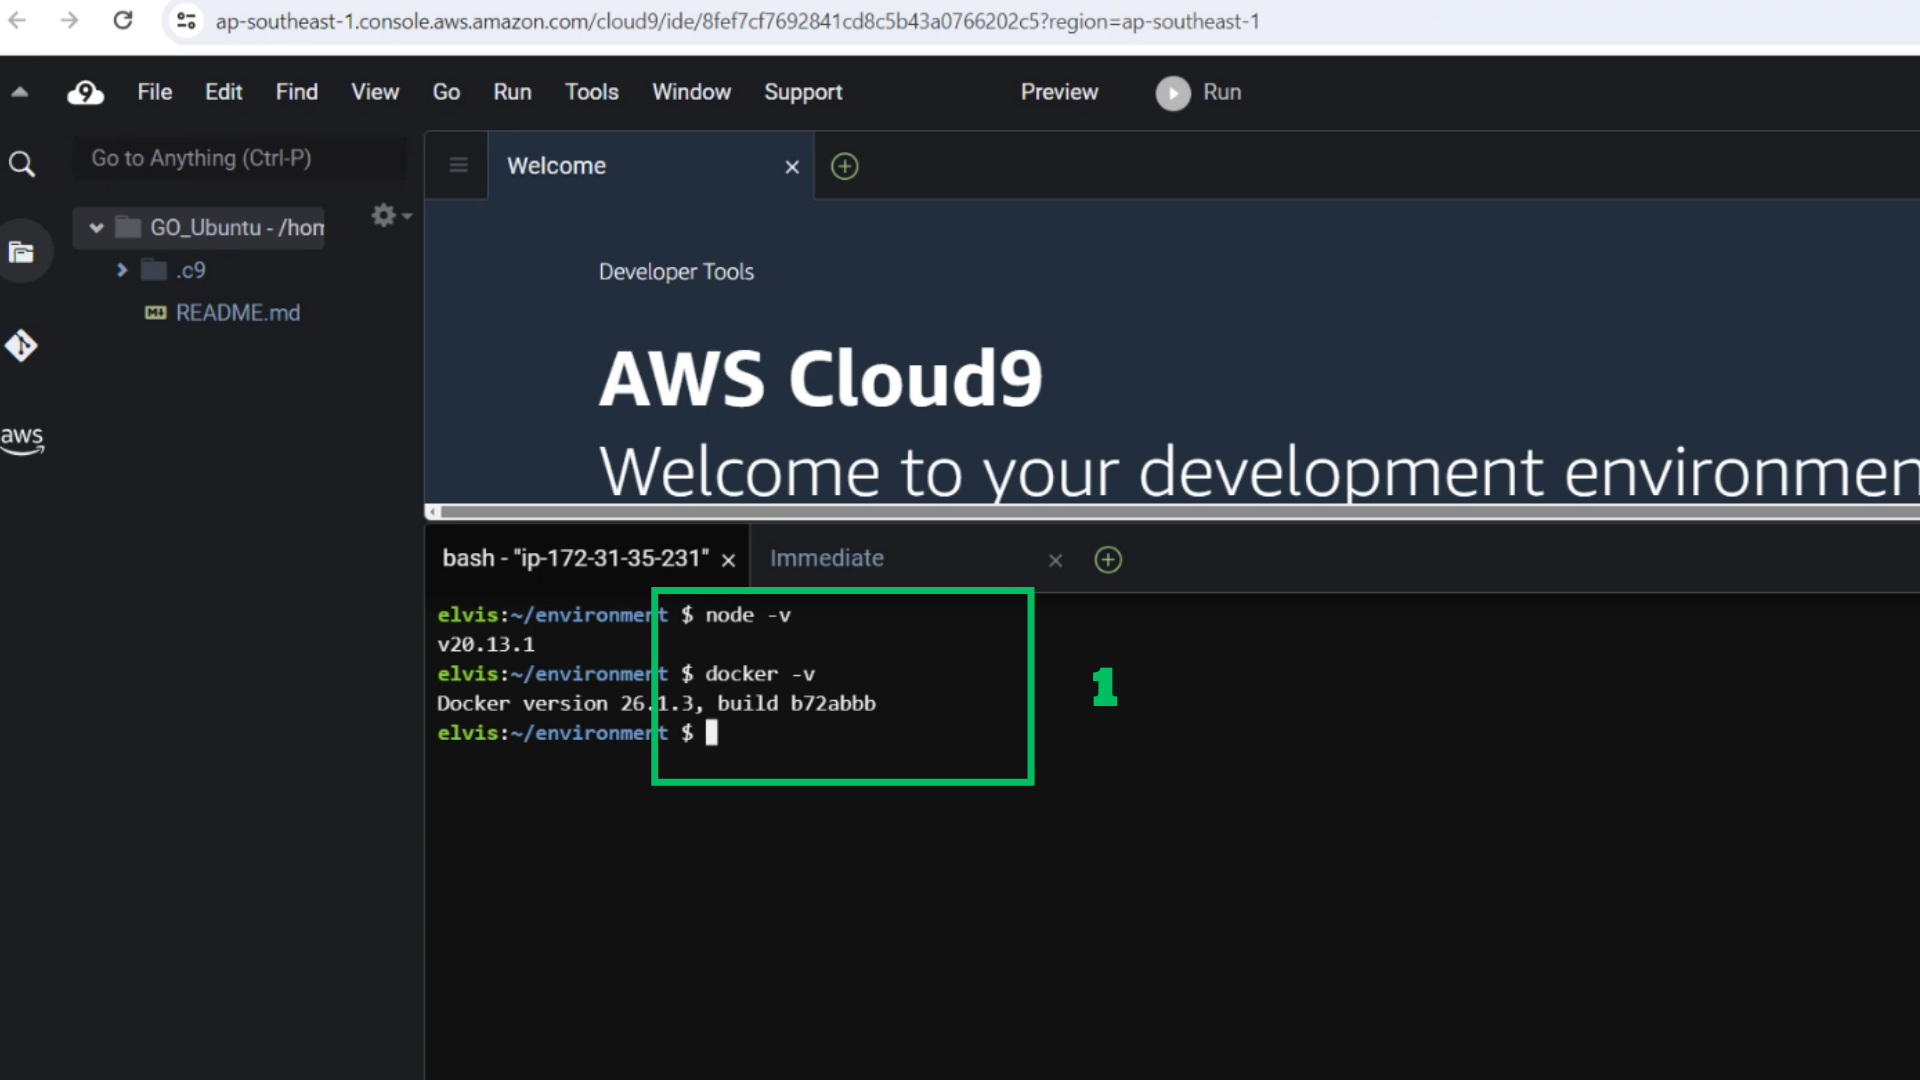 ap-southeast-1.console.aws.amazon.com/cloud9/ide/8fef7cf7692841cd8c5b43a0766202c5?region=ap-southeast-1
9 File Edit Find View Go Run Tools Window Support Preview Run
Go to Anything (Ctrl-P)
Welcome
GO_Ubuntu - /hom
.c9
README.md
aws
Developer Tools
AWS Cloud9
Welcome to your development environmen
bash - "ip-172-31-35-231" Immediate
elvis:~/environment $ node -v
v20.13.1
elvis:~/environment $ docker -v
Docker version 26.1.3, build b72abbb
elvis:~/environment $
1